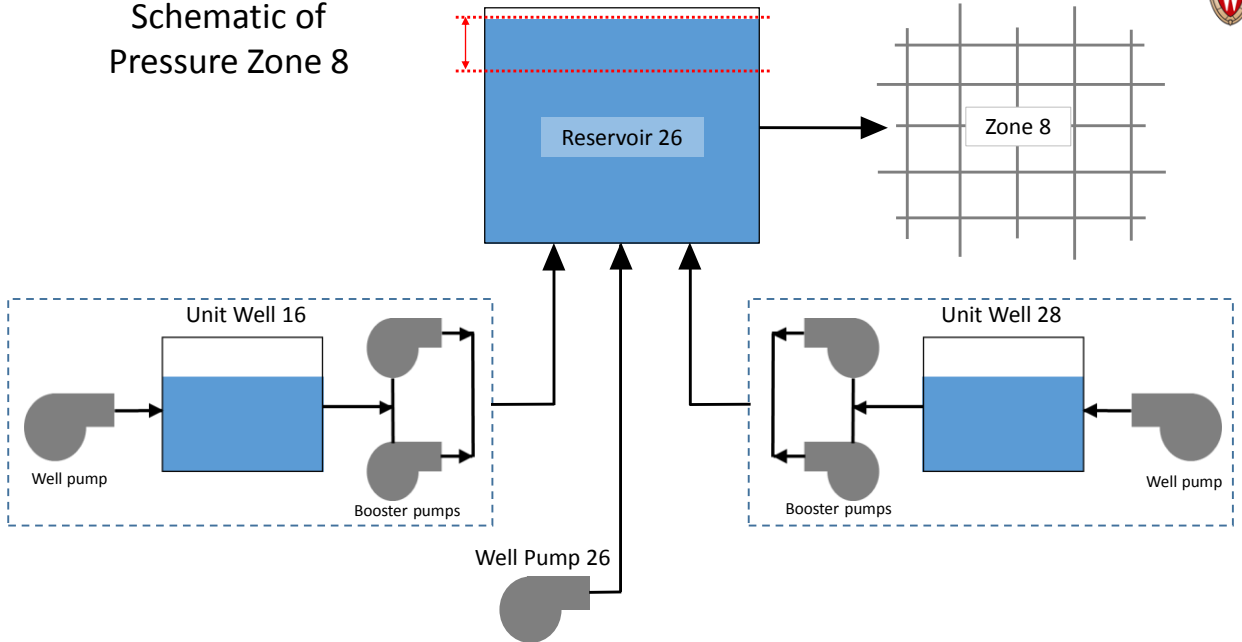 Schematic of
Pressure Zone 8
Reservoir 26
Zone 8
Unit Well 16
Unit Well 28
Well pump
Booster pumps
Booster pumps
Well pump
Well Pump 26